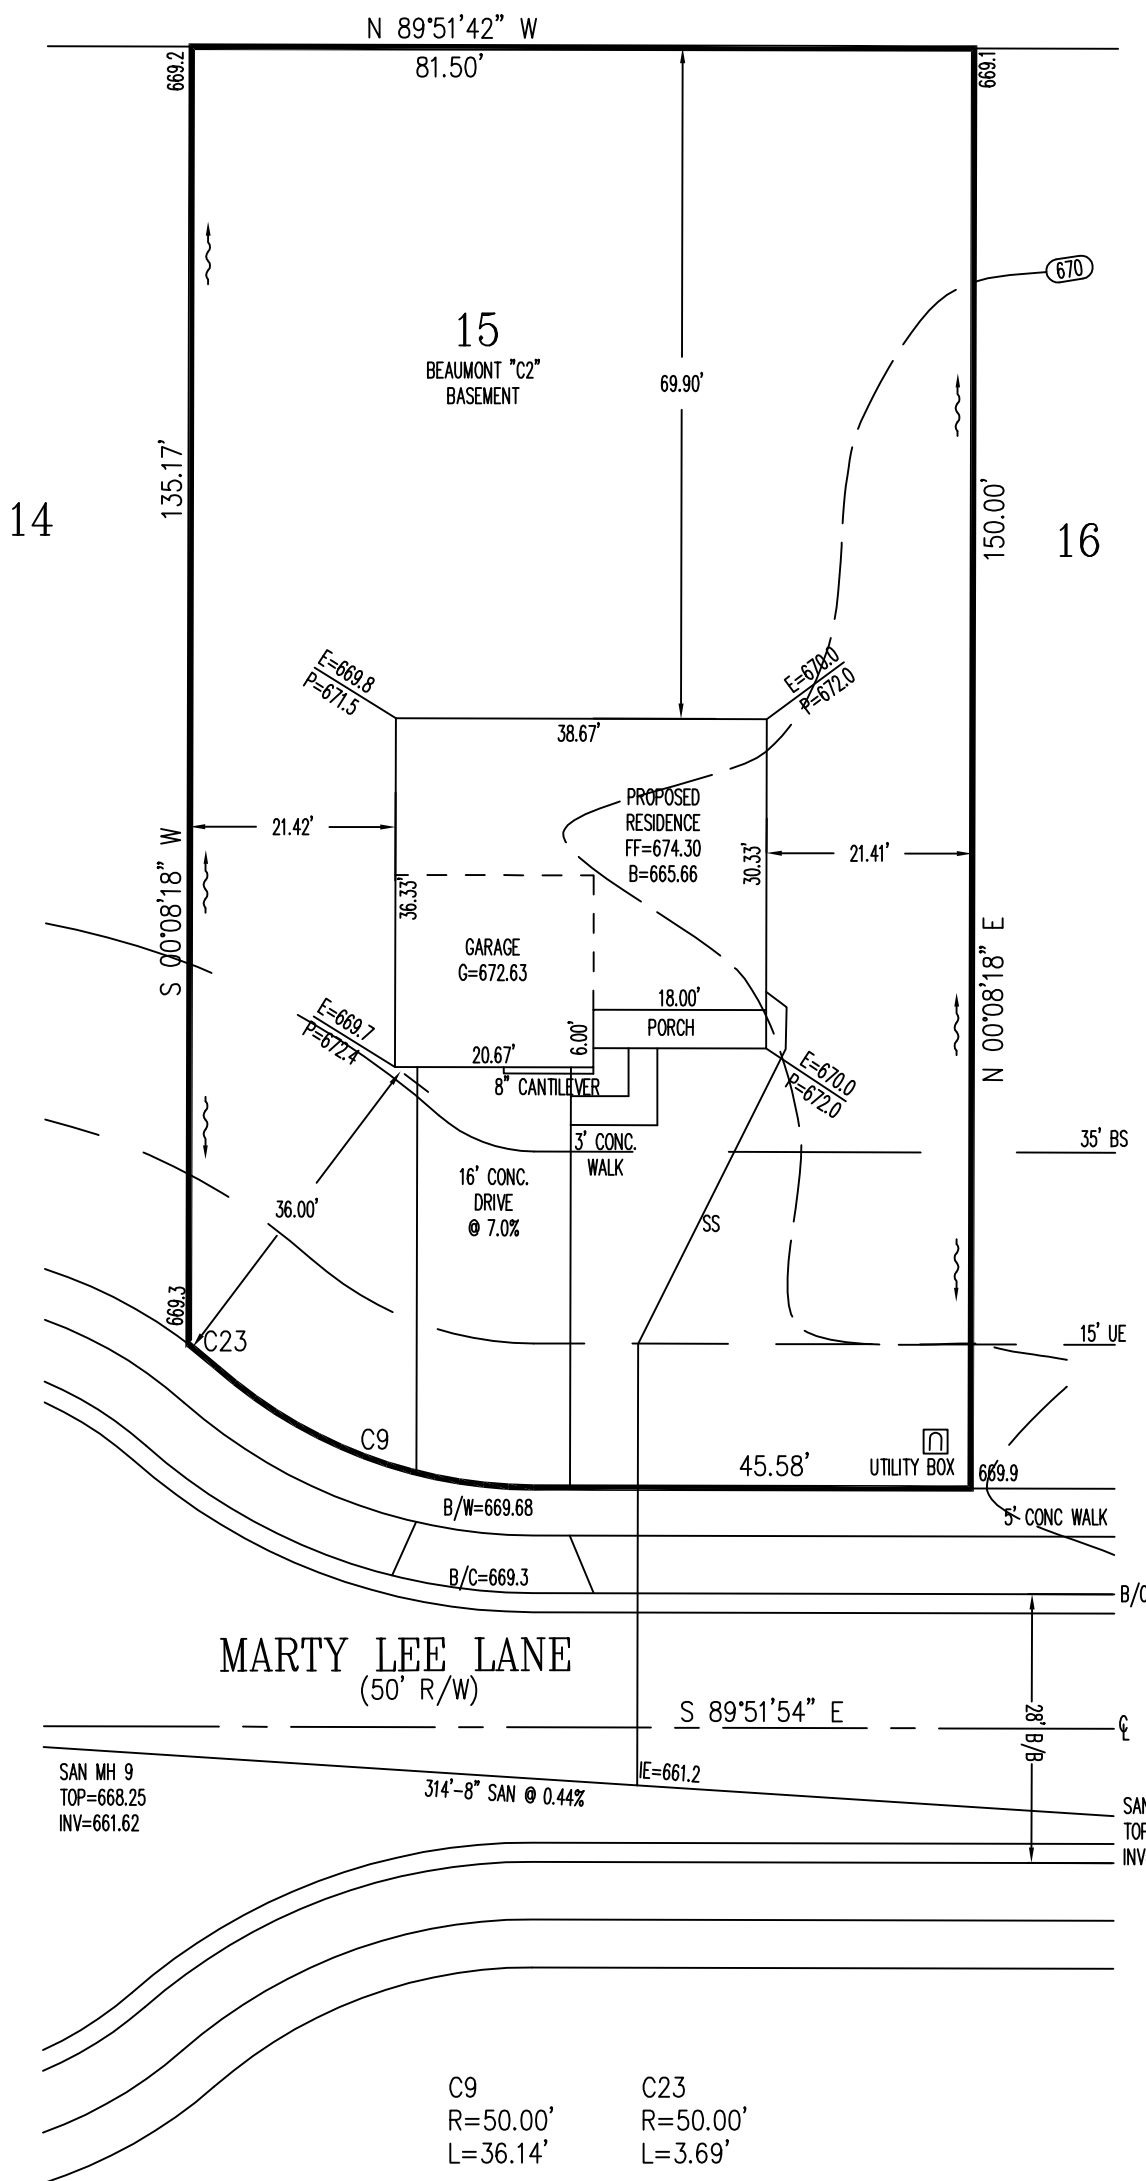 N 89°51'42" W
81.50'
669.2
669.1
670
15
BEAUMONT "C2"
BASEMENT
69.90'
135.17'
150.00'
14
16
E=669.8
P=671.5
E=670.0
P=672.0
38.67'
PROPOSED
RESIDENCE
FF=674.30
B=665.66
21.42'
21.41'
30.33'
36.33'
S 00°08'18" W
N 00°08'18" E
GARAGE
G=672.63
18.00'
PORCH
6.00'
E=669.7
P=672.4
20.67'
8" CANTILEVER
E=670.0
P=672.0
35' BS
3' CONC.
WALK
16' CONC.
DRIVE
@ 7.0%
36.00'
SS
669.3
C23
15' UE
C9
45.58'
UTILITY BOX
669.9
B/W=669.68
5' CONC WALK
B/C=669.3
B/C
MARTY LEE LANE
(50' R/W)
S 89°51'54" E
28' B/B
CL
SAN MH 9
TOP=668.25
INV=661.62
314'-8" SAN @ 0.44%
IE=661.2
SAN
TOP
INV
C9
R=50.00'
L=36.14'
C23
R=50.00'
L=3.69'